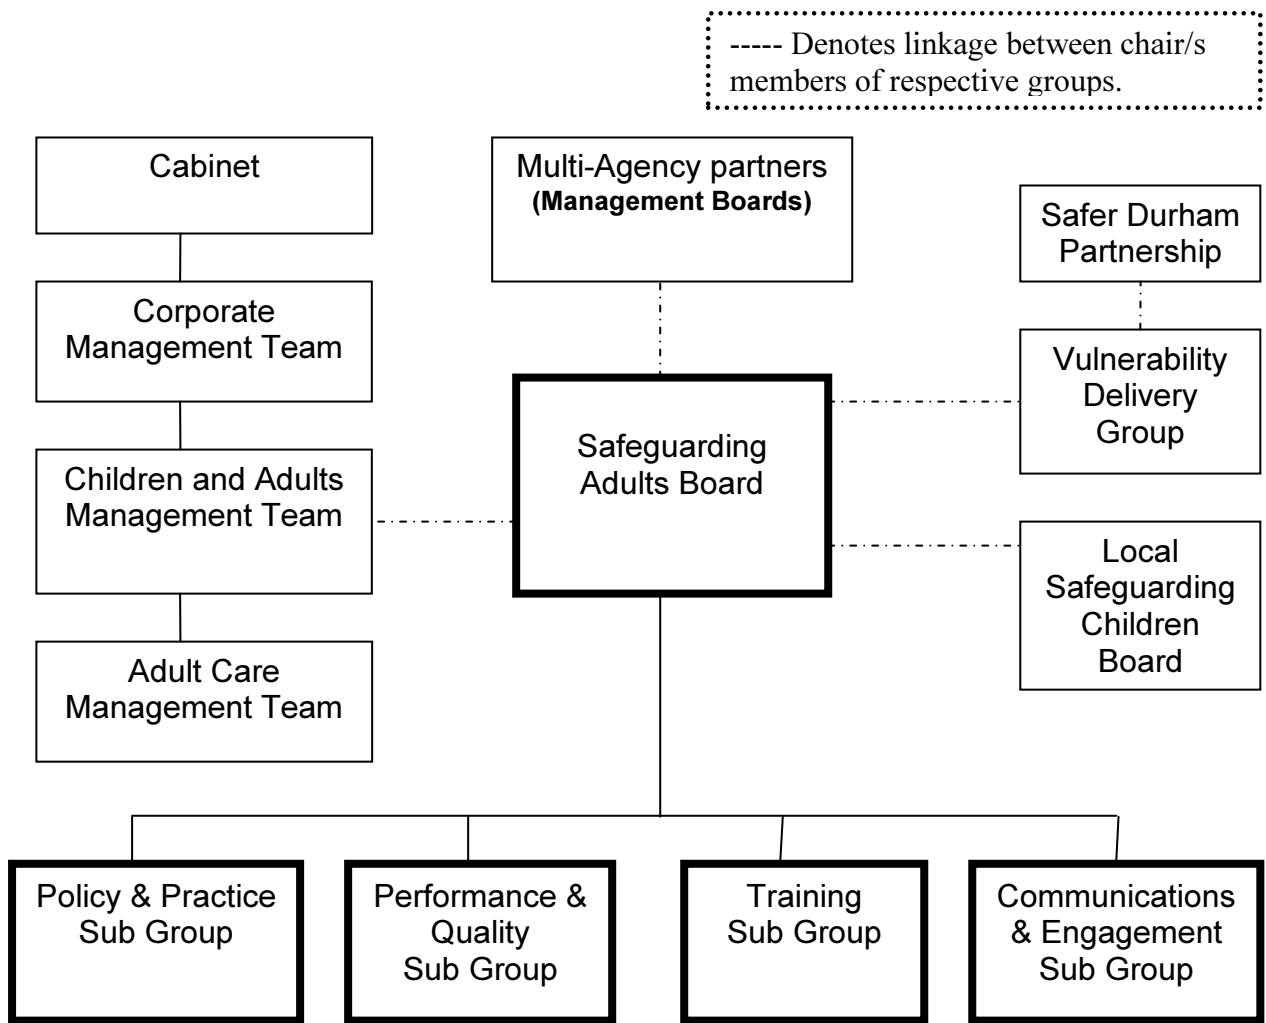 ----- Denotes linkage between chair/s
members of respective groups.
Cabinet
Multi-Agency partners
(Management Boards)
Safer Durham
Partnership
Corporate
Management Team
Vulnerability
Delivery
Group
Safeguarding
Adults Board
Children and Adults
Management Team
Local
Safeguarding
Children
Board
Adult Care
Management Team
Policy & Practice
Sub Group
Performance &
Quality
Sub Group
Training
Sub Group
Communications
& Engagement
Sub Group